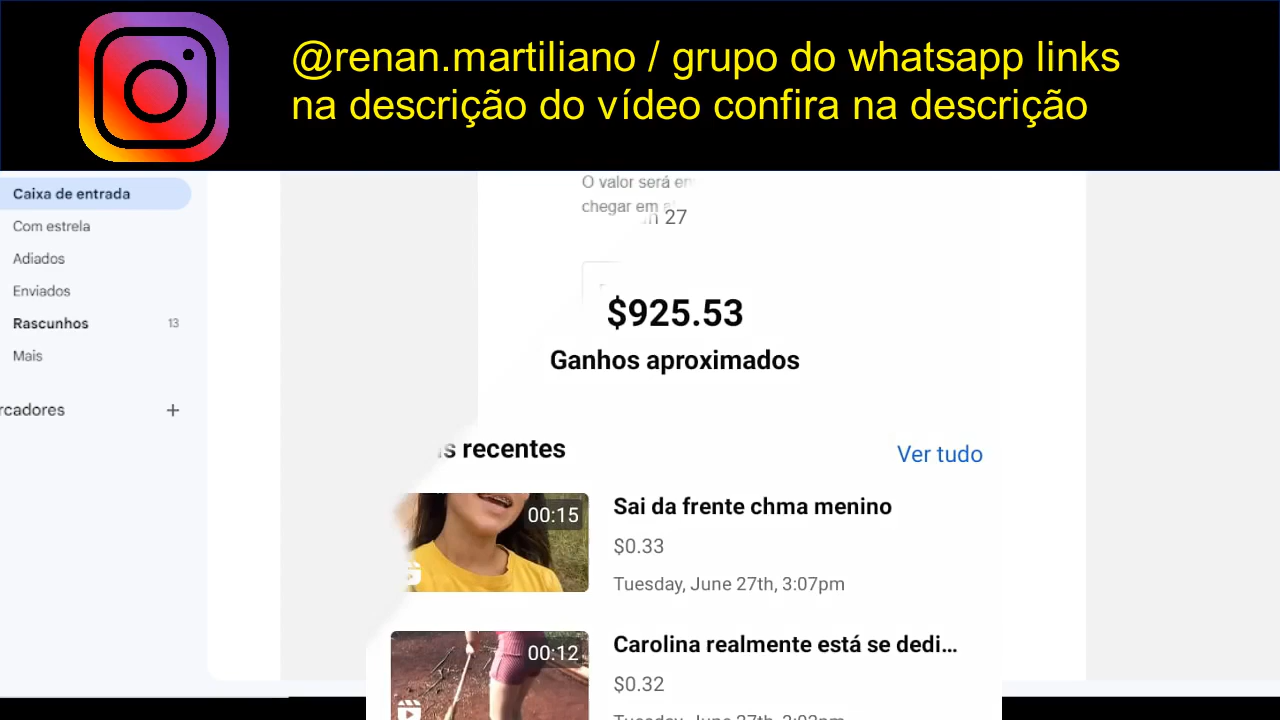 @renan.martiliano / grupo do whatsapp links
na descrição do vídeo confira na descrição
Caixa de entrada
Com estrela
Adiados
Enviados
Rascunhos 13
Mais
rcadores +
O valor será
chegar em
27
$925.53
Ganhos aproximados
recentes
Ver tudo
00:15
Sai da frente chma menino
$0.33
Tuesday, June 27th, 3:07pm
00:12
Carolina realmente está se dedi...
$0.32